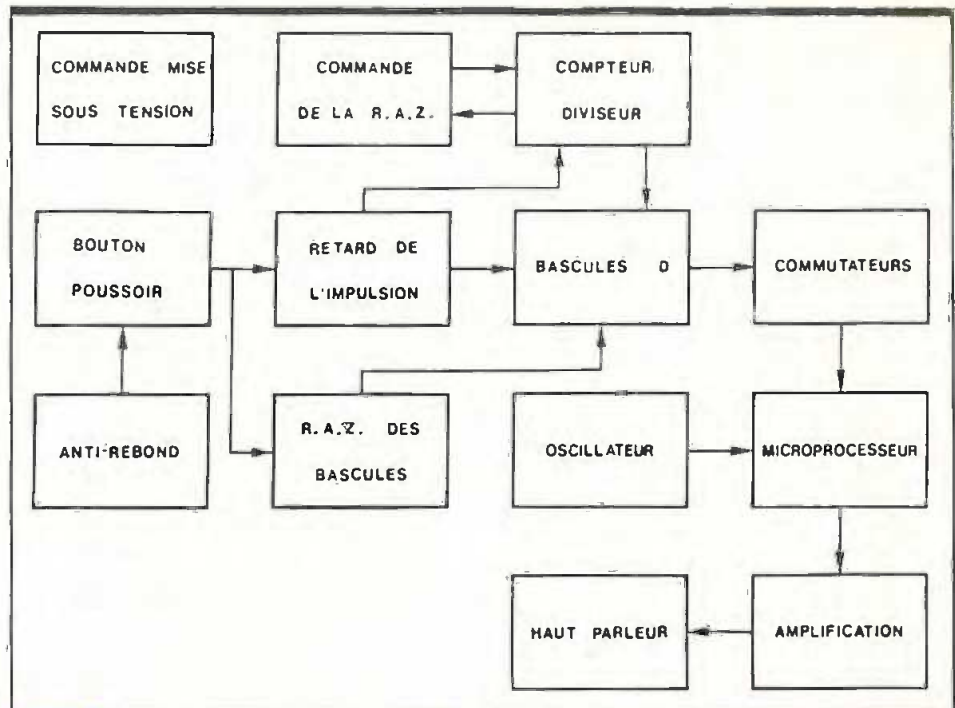 COMMANDE MISE
SOUS TENSION
COMMANDE
DE LA R.A.Z.
COMPTEUR
DIVISEUR
BOUTON
POUSSOIR
RETARD DE
L'IMPULSION
BASCULES D
COMMUTATEURS
ANTI-REBOND
R.A.Z. DES
BASCULES
OSCILLATEUR
MICROPROCESSEUR
HAUT PARLEUR
AMPLIFICATION